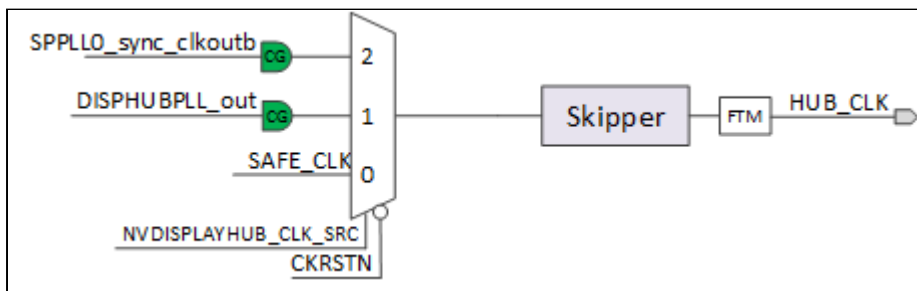 SPPLL0_sync_clkoutb
CG
2
DISPHUBPLL_out
CG
1
Skipper
FTM
HUB_CLK
SAFE_CLK
0
NVDISPLAYHUB_CLK_SRC
CKRSTN